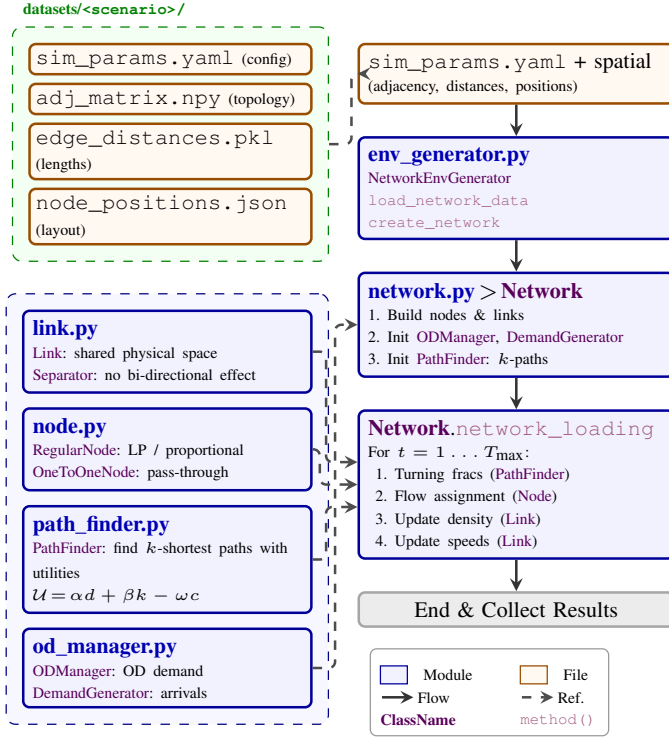 datasets/<scenario>/
sim_params.yaml (config)
adj_matrix.npy (topology)
edge_distances.pkl
(lengths)
node_positions.json
(layout)
sim_params.yaml + spatial
(adjacency, distances, positions)
env_generator.py
NetworkEnvGenerator
load_network_data
create_network
network.py > Network
1. Build nodes & links
2. Init ODManager, DemandGenerator
3. Init PathFinder: k-paths
link.py
Link: shared physical space
Separator: no bi-directional effect
node.py
RegularNode: LP / proportional
OneToOneNode: pass-through
path_finder.py
PathFinder: find k-shortest paths with
utilities
𝒰 = αd + βk − ωc
od_manager.py
ODManager: OD demand
DemandGenerator: arrivals
Network.network_loading
For t = 1 ... T_max:
1. Turning fracs (PathFinder)
2. Flow assignment (Node)
3. Update density (Link)
4. Update speeds (Link)
End & Collect Results
Module
File
Flow
Ref.
ClassName
method()